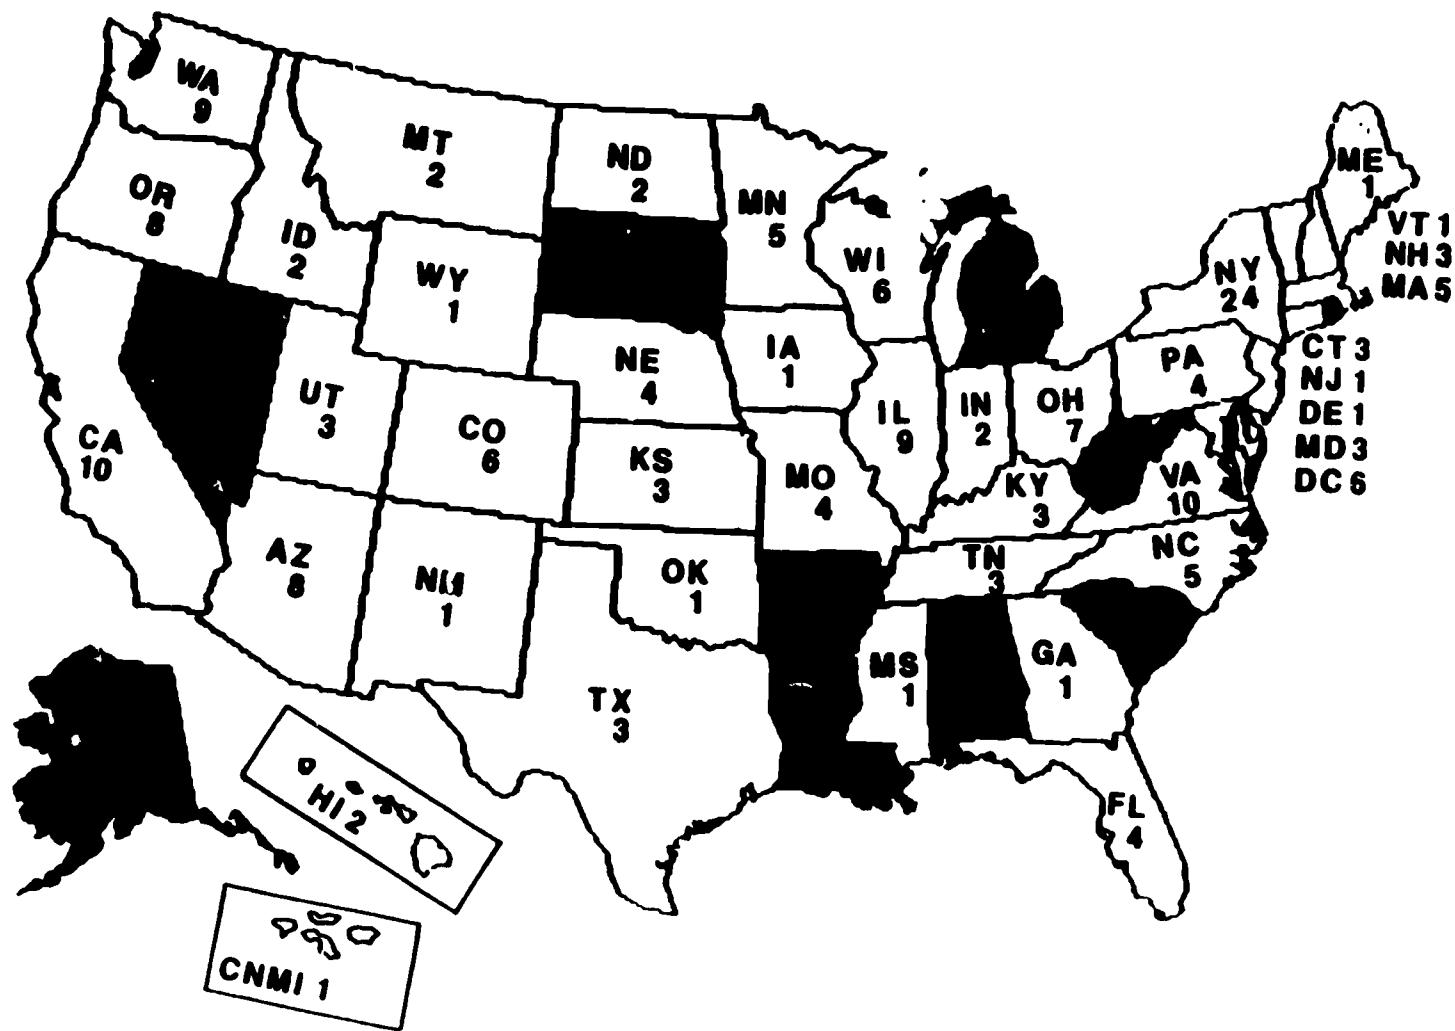 WA
9
MT
2
ND
2
MN
5
OR
8
ID
2
WY
1
WI
6
ME
1
VT 1
NH 3
MA 5
NY
24
IA
1
NE
4
PA
4
CT 3
NJ 1
DE 1
MD 3
DC 6
UT
3
CO
6
CA
10
KS
3
MO
4
IL
9
IN
2
OH
7
KY
3
VA
10
AZ
8
NM
1
OK
1
TN
3
NC
5
TX
3
MS
1
GA
1
FL
4
HI 2
CNMI 1